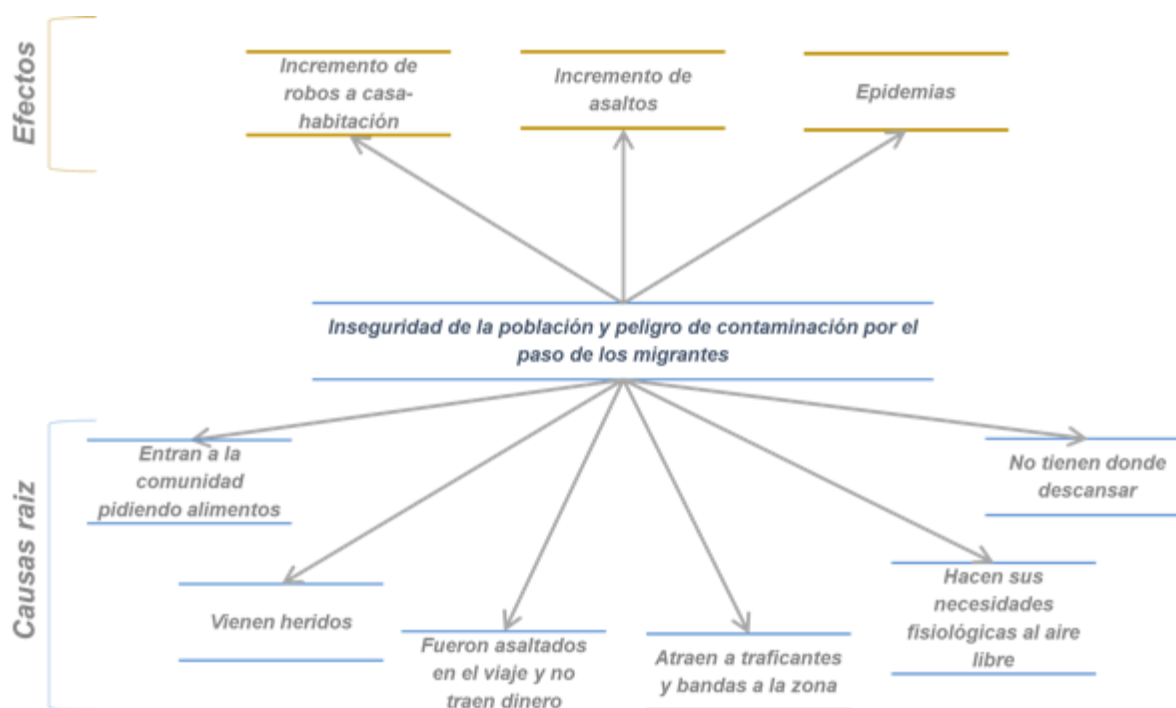 Efectos
Incremento de
robos a casa-
habitación
Incremento de
asaltos
Epidemias
Inseguridad de la población y peligro de contaminación por el
paso de los migrantes
Causas raiz
Entran a la
comunidad
pidiendo alimentos
Vienen heridos
Fueron asaltados
en el viaje y no
traen dinero
Atraen a traficantes
y bandas a la zona
Hacen sus
necesidades
fisiológicas al aire
libre
No tienen donde
descansar